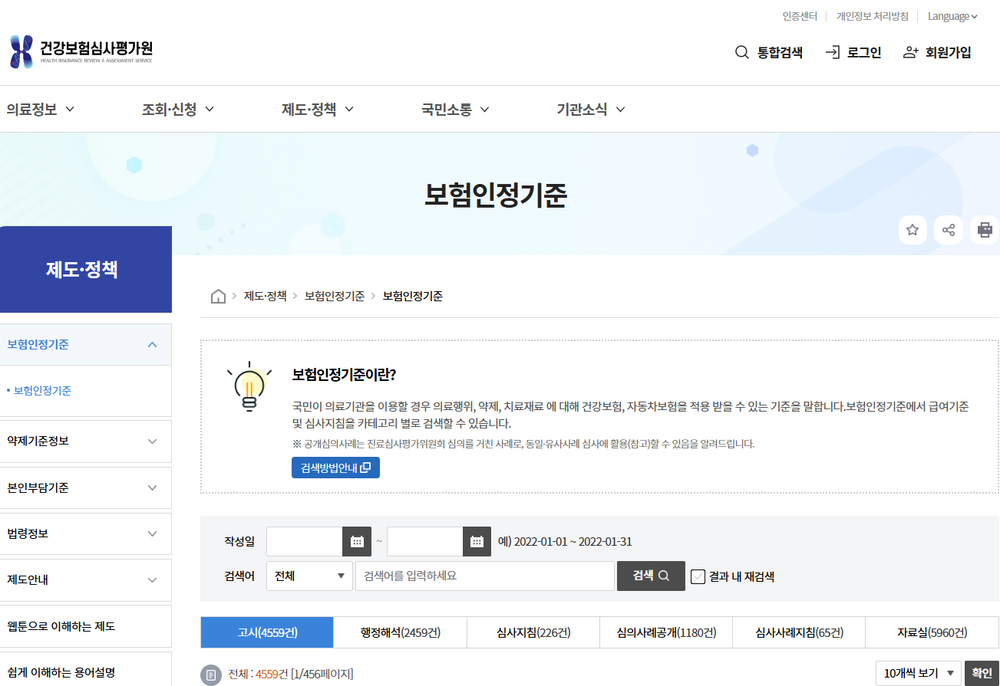 인증센터 개인정보 처리방침 Language
건강보험심사평가원
HEALTH INSURANCE REVIEW & ASSESSMENT SERVICE
통합검색 로그인 회원가입
의료정보 조회·신청 제도·정책 국민소통 기관소식
보험인정기준
제도·정책
제도·정책 > 보험인정기준 > 보험인정기준
보험인정기준
• 보험인정기준
약제기준정보
본인부담기준
법령정보
제도안내
웹툰으로 이해하는 제도
쉽게 이해하는 용어설명
보험인정기준이란?
국민이 의료기관을 이용할 경우 의료행위, 약제, 치료재료 에 대해 건강보험, 자동차보험을 적용 받을 수 있는 기준을 말합니다.보험인정기준에서 급여기준
및 심사지침을 카테고리 별로 검색할 수 있습니다.
※ 공개심의사례는 진료심사평가위원회 심의를 거친 사례로, 동일·유사사례 심사에 활용(참고)할 수 있음을 알려드립니다.
검색방법안내
작성일 ~ 예) 2022-01-01 ~ 2022-01-31
검색어 전체 검색어를 입력하세요 검색 결과 내 재검색
고시(4559건) 행정해석(2459건) 심사지침(226건) 심의사례공개(1180건) 심사사례지침(65건) 자료실(5960건)
전체 : 4559건 [1/456페이지] 10개씩 보기 확인